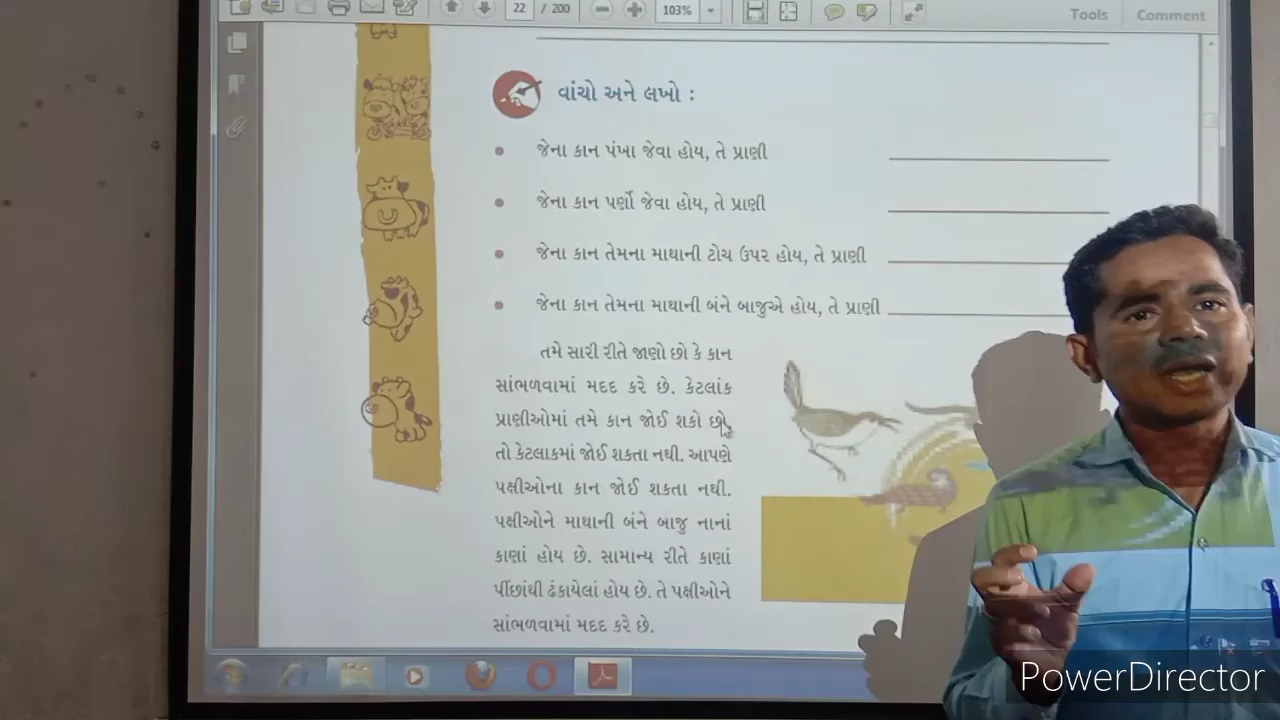 22 / 200
103%
Tools
Comment
વાંચો અને લખો :
જેના કાન પંખા જેવા હોય, તે પ્રાણી
જેના કાન પર્ણો જેવા હોય, તે પ્રાણી
જેના કાન તેમના માથાની ટોચ ઉપર હોય, તે પ્રાણી
જેના કાન તેમના માથાની બંને બાજુએ હોય, તે પ્રાણી
તમે સારી રીતે જાણો છો કે કાન
સાંભળવામાં મદદ કરે છે. કેટલાંક
પ્રાણીઓમાં તમે કાન જોઈ શકો છો,
તો કેટલાકમાં જોઈ શકતા નથી. આપણે
પક્ષીઓના કાન જોઈ શકતા નથી.
પક્ષીઓને માથાની બંને બાજુ નાનાં
કાણાં હોય છે. સામાન્ય રીતે કાણાં
પીંછાંથી ઢંકાયેલાં હોય છે. તે પક્ષીઓને
સાંભળવામાં મદદ કરે છે.
PowerDirector